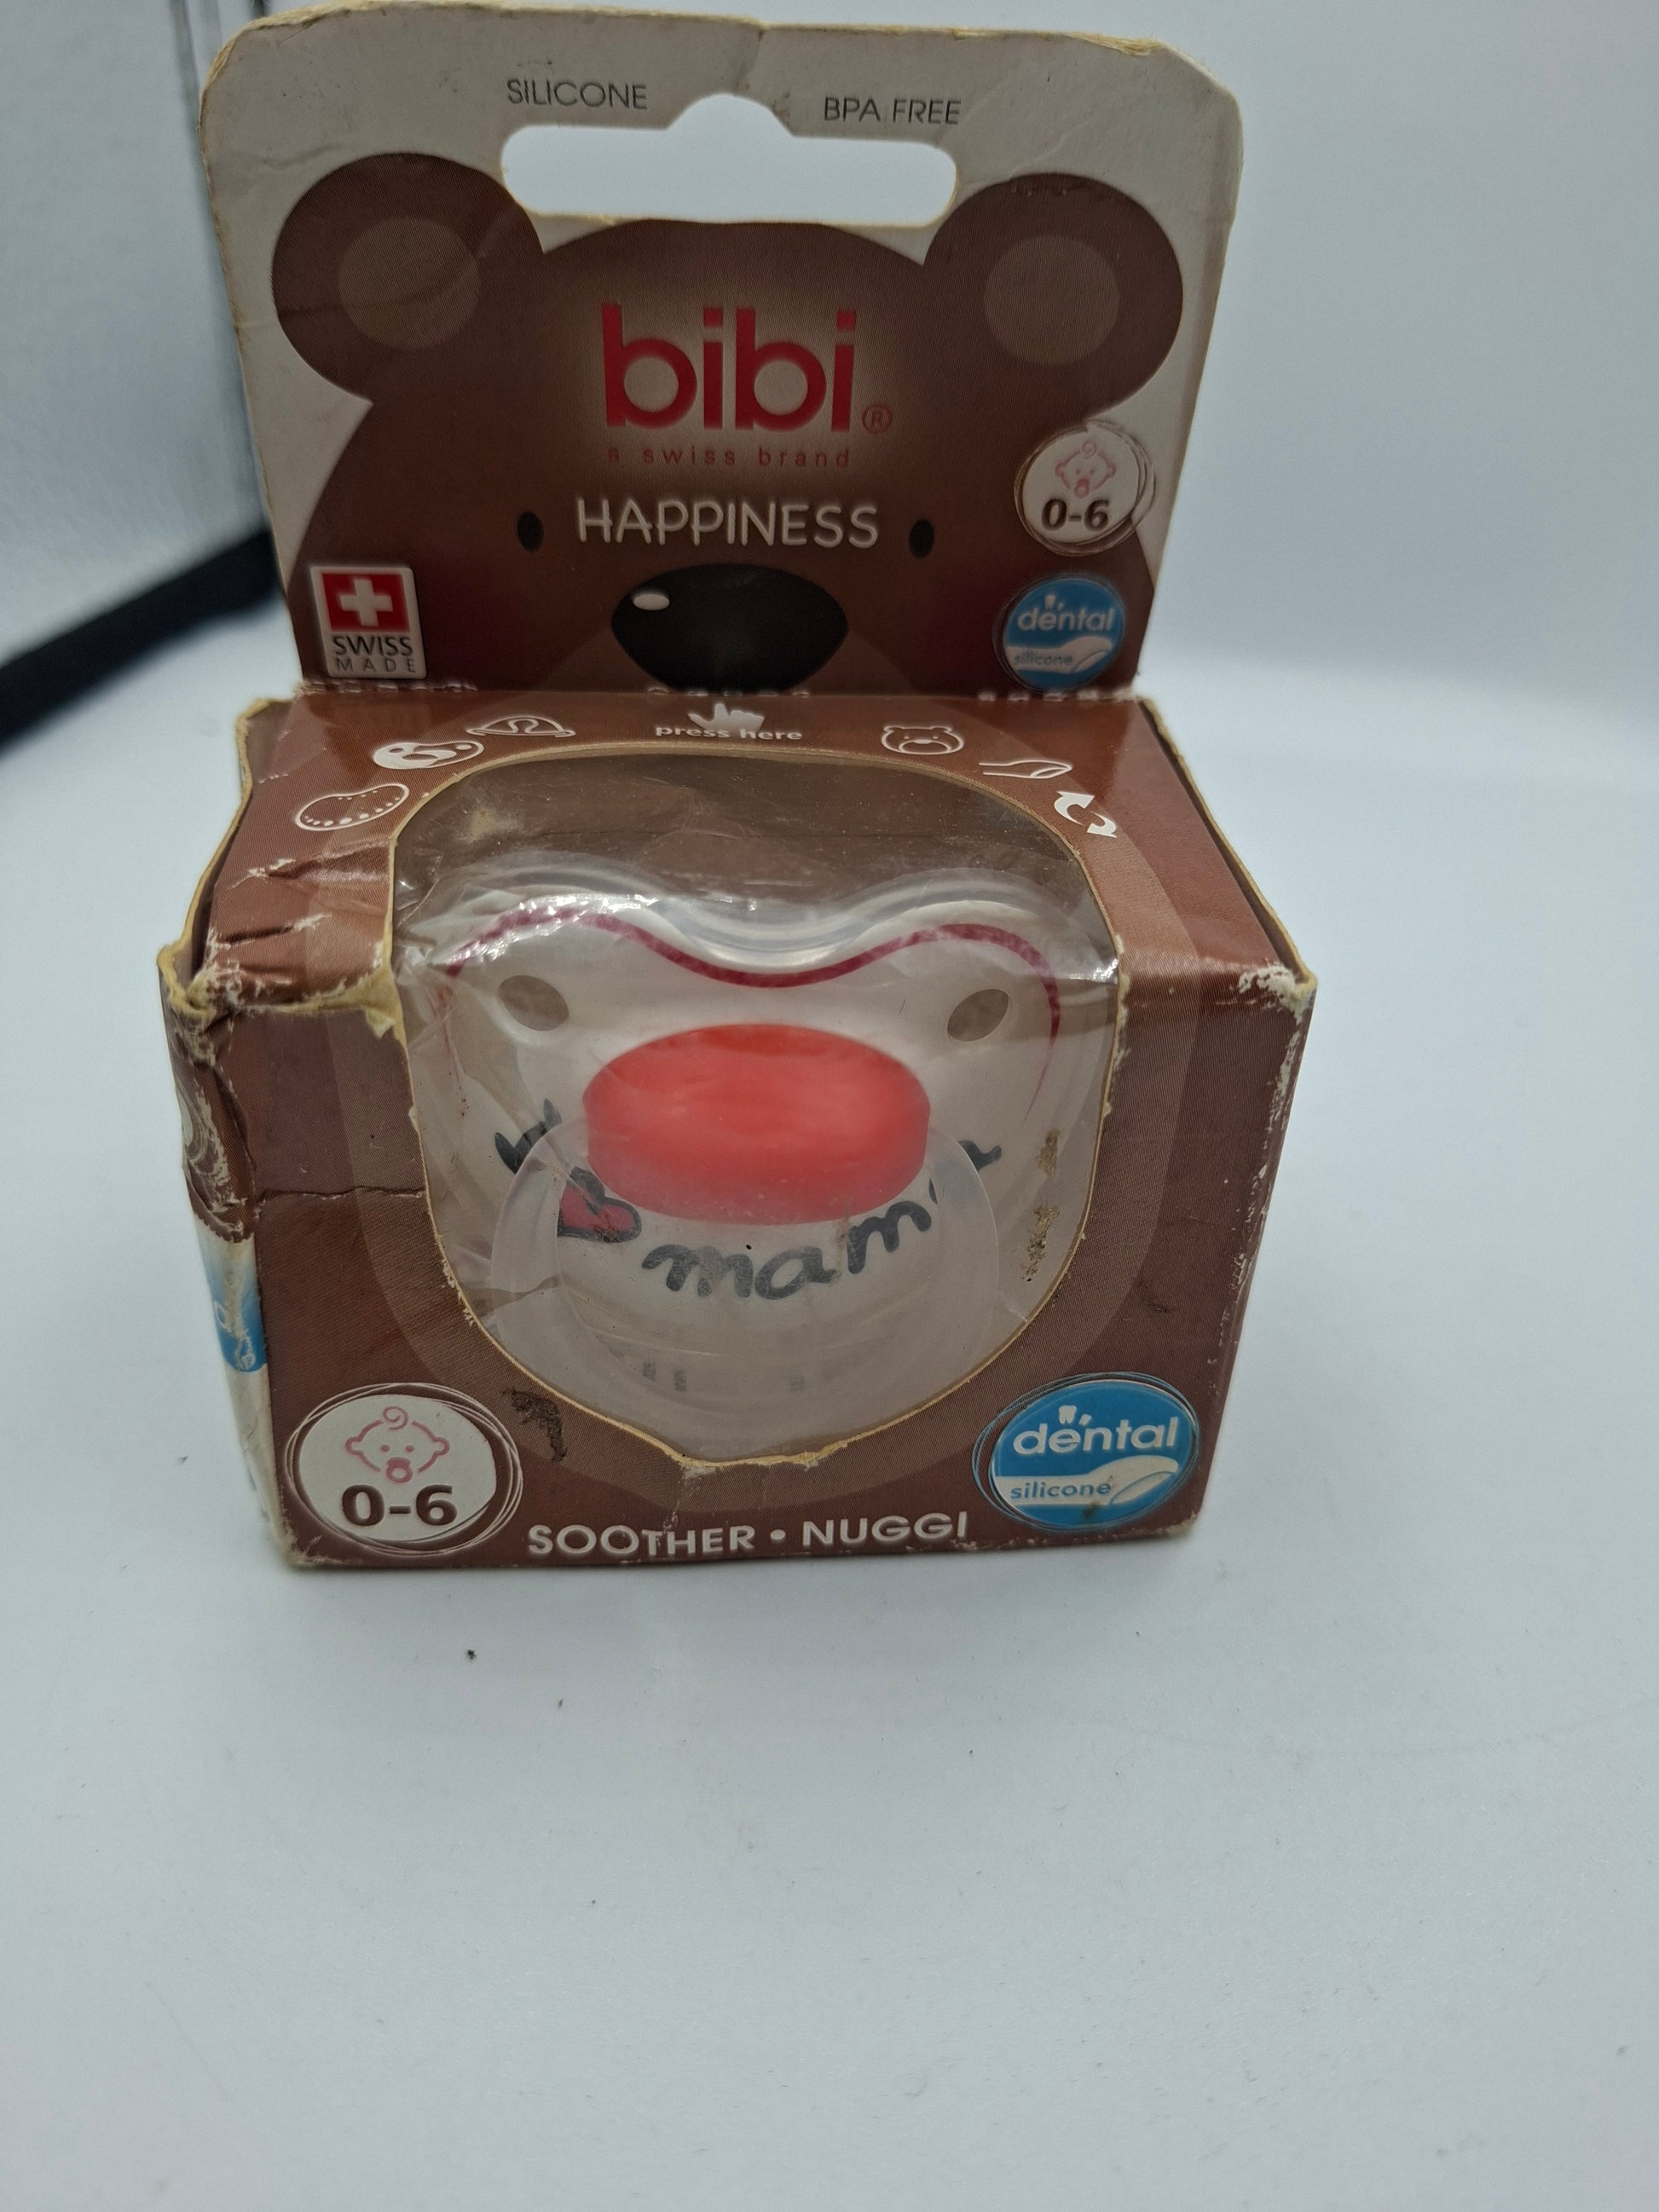 SILICONE BPA FREE
bibi®
a swiss brand
HAPPINESS
0-6
SWISS
MADE
dental
silicone
press here
mam
0-6
dental
silicone
SOOTHER • NUGGI